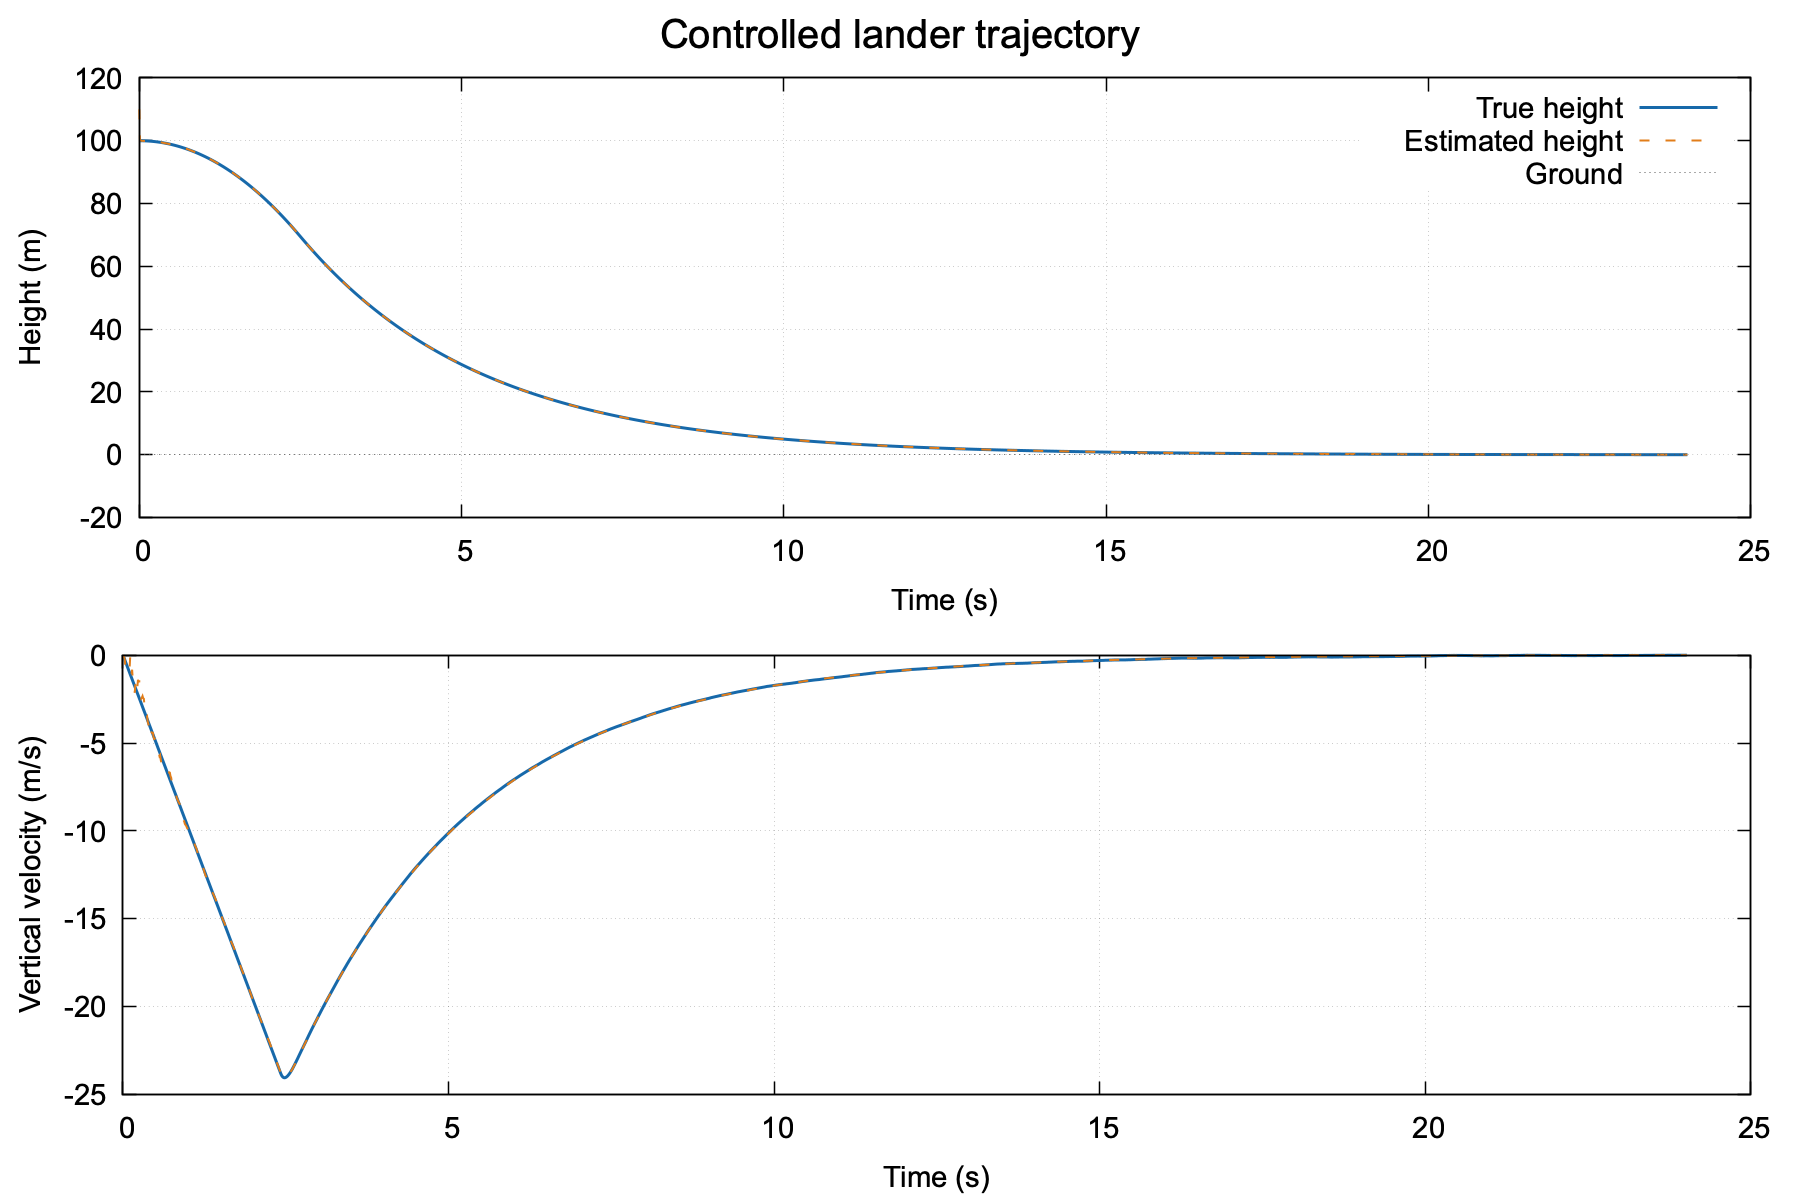 Controlled lander trajectory
120
100
80
60
40
20
0
-20
Height (m)
True height
Estimated height
Ground
0 5 10 15 20 25
Time (s)
0
-5
-10
-15
-20
-25
Vertical velocity (m/s)
0 5 10 15 20 25
Time (s)